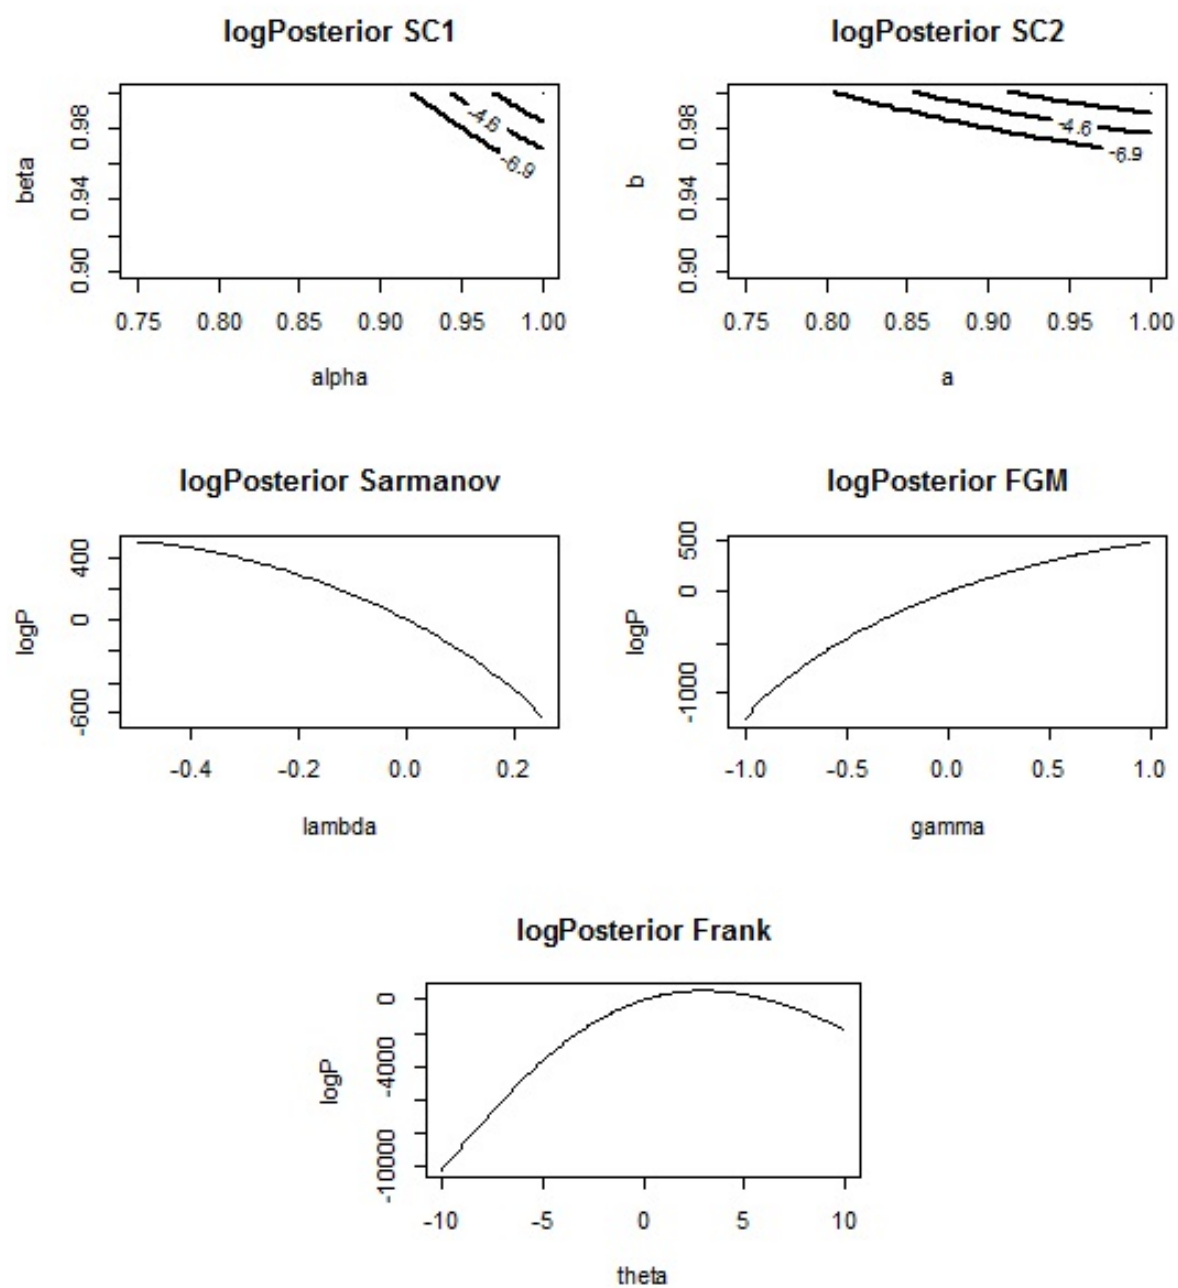 logPosterior SC1
beta
0.90 0.94 0.98
-4.6
-6.9
0.75 0.80 0.85 0.90 0.95 1.00
alpha
logPosterior SC2
b
0.90 0.94 0.98
-4.6
-6.9
0.75 0.80 0.85 0.90 0.95 1.00
a
logPosterior Sarmanov
logP
-600 0 400
-0.4 -0.2 0.0 0.2
lambda
logPosterior FGM
logP
-1000 0 500
-1.0 -0.5 0.0 0.5 1.0
gamma
logPosterior Frank
logP
-10000 -4000 0
-10 -5 0 5 10
theta